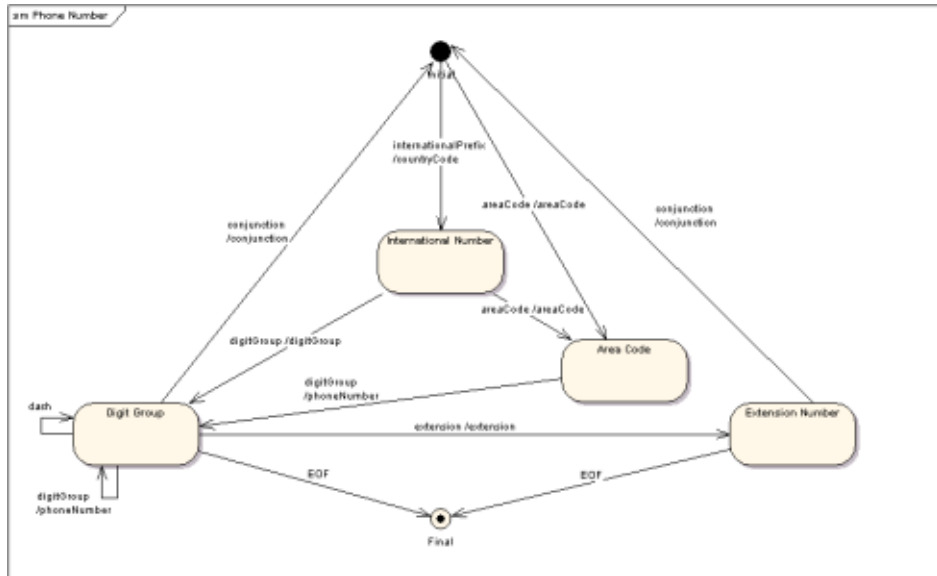 sm Phone Number
Initial
internationalPrefix
/countryCode
areaCode /areaCode
conjunction
/conjunction
conjunction
/conjunction
International Number
areaCode /areaCode
digitGroup /digitGroup
Area Code
digitGroup
/phoneNumber
dash
Digit Group
Extension Number
extension /extension
EOF
EOF
digitGroup
/phoneNumber
Final